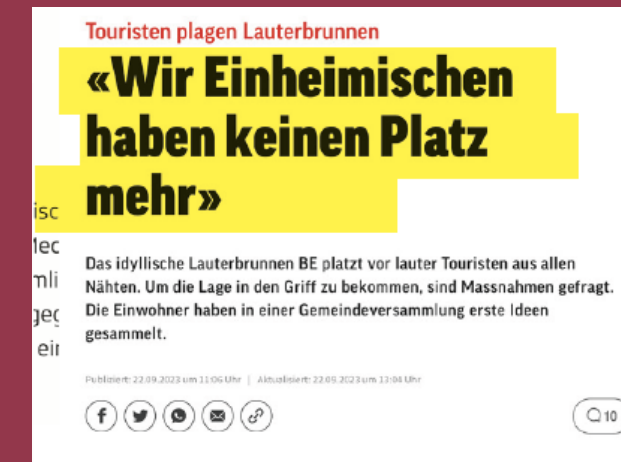 Touristen plagen Lauterbrunnen
«Wir Einheimischen
haben keinen Platz
mehr»
Das idyllische Lauterbrunnen BE platzt vor lauter Touristen aus allen
Nähten. Um die Lage in den Griff zu bekommen, sind Massnahmen gefragt.
Die Einwohner haben in einer Gemeindeversammlung erste Ideen
gesammelt.
Publiziert: 22.09.2023 um 11:06 Uhr | Aktualisiert: 22.09.2023 um 13:04 Uhr
10